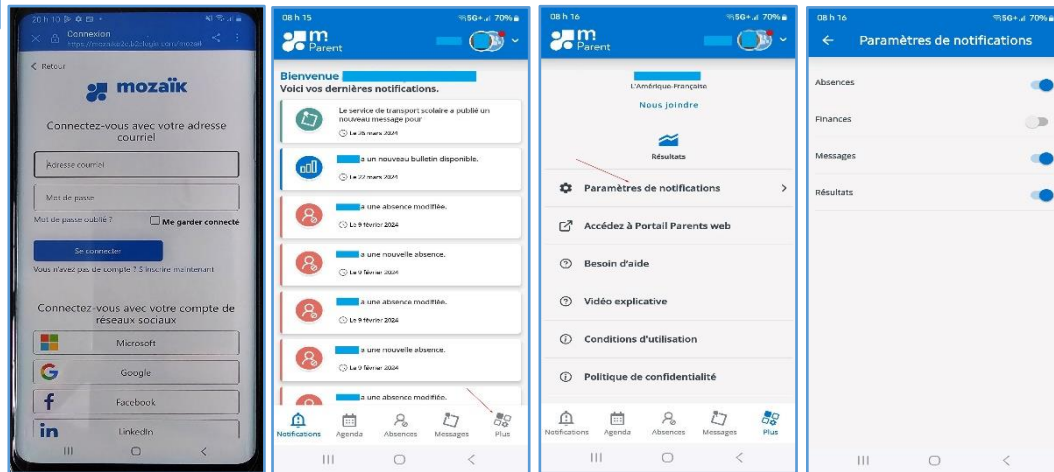 20 h 10
Connexion
Retour
mozaïk
Connectez-vous avec votre adresse
courriel
Adresse courriel
Mot de passe
Mot de passe oublié ?
Me garder connecté
Se connecter
Vous n'avez pas de compte ? S'inscrire maintenant
Connectez-vous avec votre compte de
réseaux sociaux
Microsoft
Google
Facebook
LinkedIn
08 h 15
5G+ 70%
m
Parent
Bienvenue
Voici vos dernières notifications.
Le service de transport scolaire a publié un
nouveau message pour
Le 26 mars 2024
a un nouveau bulletin disponible.
Le 22 mars 2024
a une absence modifiée.
Le 9 février 2024
a une nouvelle absence.
Le 9 février 2024
a une absence modifiée.
Le 9 février 2024
a une nouvelle absence.
Le 9 février 2024
a une absence modifiée.
Notifications
Agenda
Absences
Messages
Plus
08 h 16
5G+ 70%
m
Parent
L'Amérique-Française
Nous joindre
Résultats
Paramètres de notifications
Accédez à Portail Parents web
Besoin d'aide
Vidéo explicative
Conditions d'utilisation
Politique de confidentialité
Notifications
Agenda
Absences
Messages
Plus
08 h 16
5G+ 70%
Paramètres de notifications
Absences
Finances
Messages
Résultats